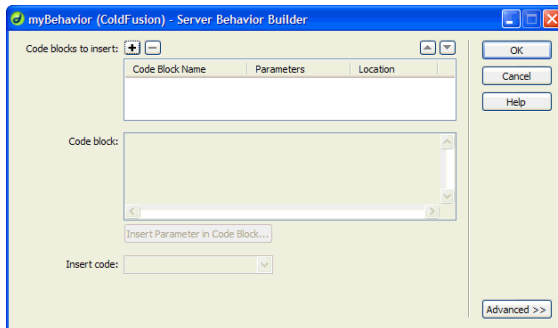 myBehavior (ColdFusion) - Server Behavior Builder
Code blocks to insert:
OK
Code Block Name Parameters Location
Cancel
Help
Code block:
Insert Parameter in Code Block...
Insert code:
Advanced >>